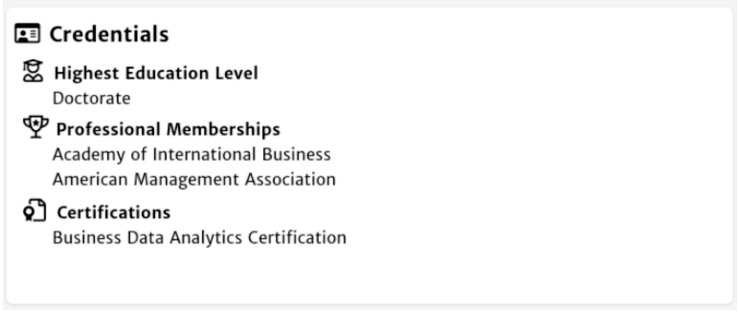 Credentials
Highest Education Level
Doctorate
Professional Memberships
Academy of International Business
American Management Association
Certifications
Business Data Analytics Certification